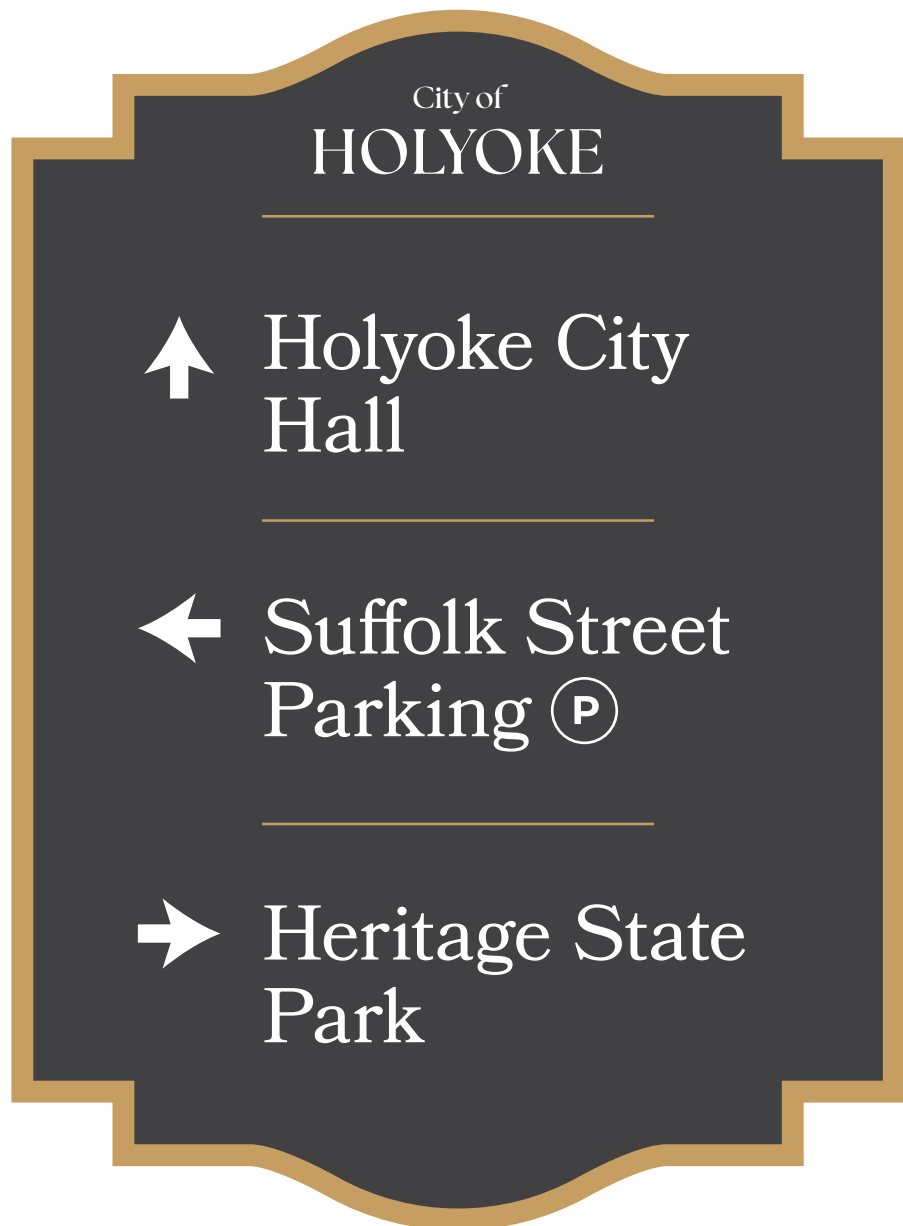 City of
HOLYOKE
Holyoke City
Hall
Suffolk Street
Parking P
Heritage State
Park